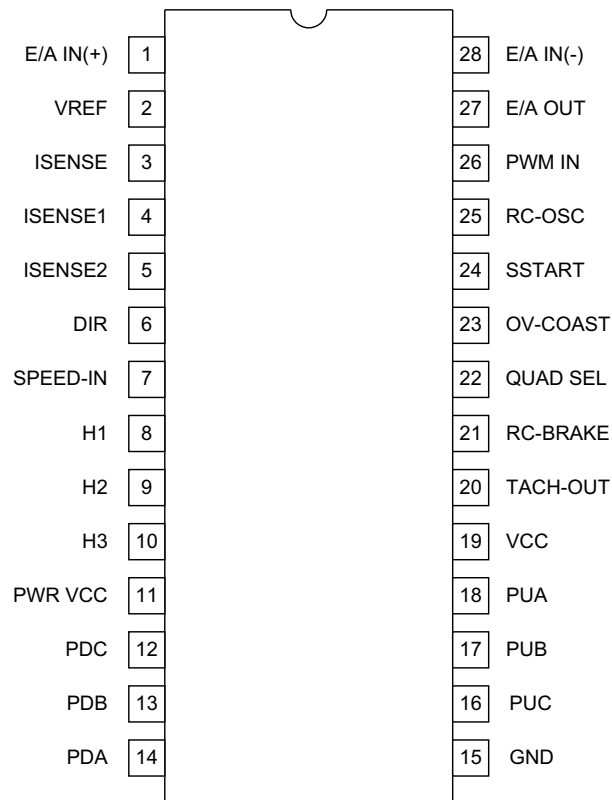 E/A IN(+) 1 28 E/A IN(-)
VREF 2 27 E/A OUT
ISENSE 3 26 PWM IN
ISENSE1 4 25 RC-OSC
ISENSE2 5 24 SSTART
DIR 6 23 OV-COAST
SPEED-IN 7 22 QUAD SEL
H1 8 21 RC-BRAKE
H2 9 20 TACH-OUT
H3 10 19 VCC
PWR VCC 11 18 PUA
PDC 12 17 PUB
PDB 13 16 PUC
PDA 14 15 GND